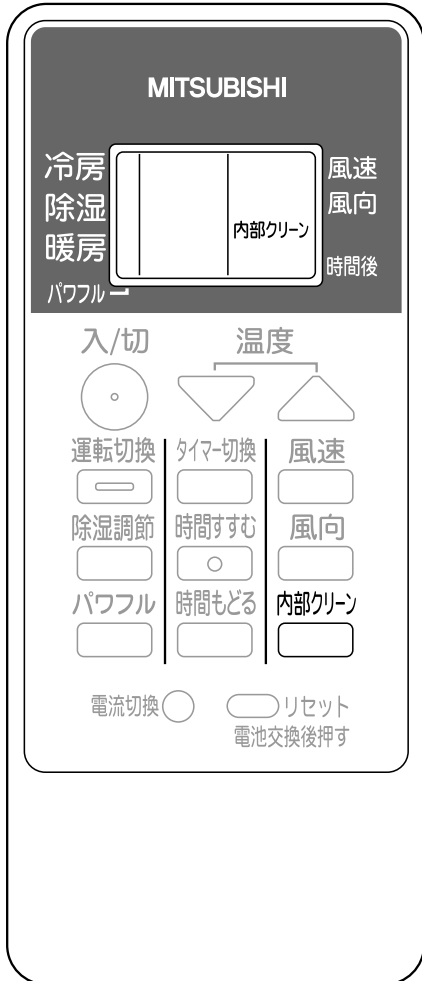 MITSUBISHI
冷房
除湿
暖房
パワフル
内部クリーン
風速
風向
時間後
入/切
温度
運転切換
タイマー切換
風速
除湿調節
時間すすむ
風向
パワフル
時間もどる
内部クリーン
電流切換
リセット
電池交換後押す